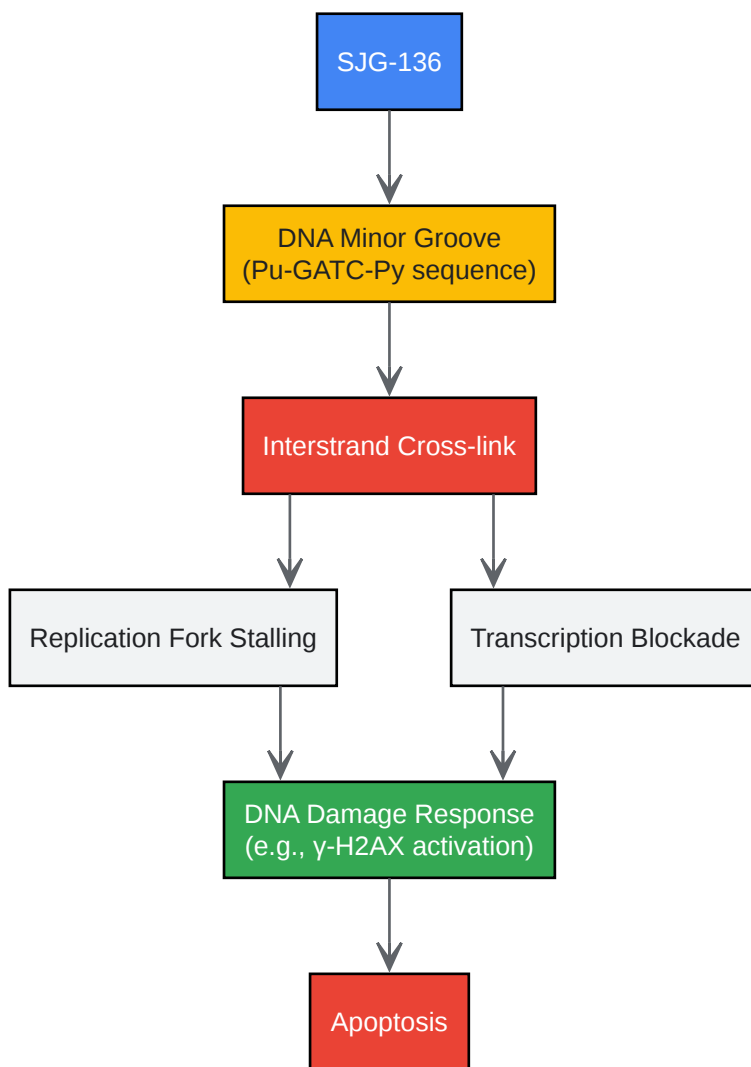 SJG-136
DNA Minor Groove
(Pu-GATC-Py sequence)
Interstrand Cross-link
Replication Fork Stalling
Transcription Blockade
DNA Damage Response
(e.g., γ-H2AX activation)
Apoptosis